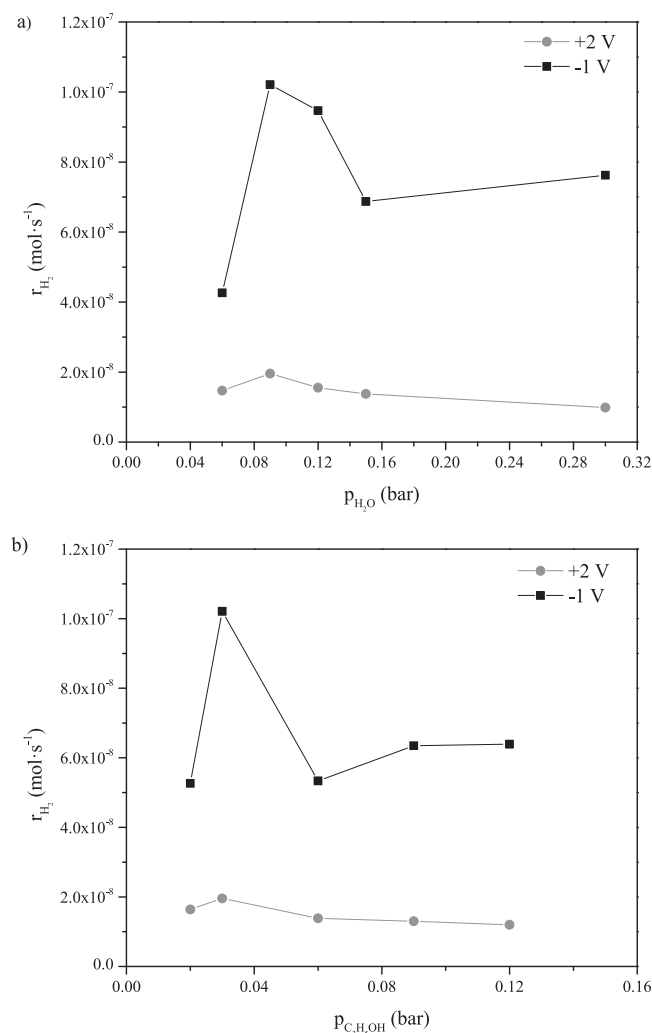 a)
1.2x10⁻⁷
1.0x10⁻⁷
8.0x10⁻⁸
6.0x10⁻⁸
4.0x10⁻⁸
2.0x10⁻⁸
0.0
r_H₂ (mol·s⁻¹)
+2 V
-1 V
0.00 0.04 0.08 0.12 0.16 0.20 0.24 0.28 0.32
p_H₂O (bar)
b)
1.2x10⁻⁷
1.0x10⁻⁷
8.0x10⁻⁸
6.0x10⁻⁸
4.0x10⁻⁸
2.0x10⁻⁸
0.0
r_H₂ (mol·s⁻¹)
+2 V
-1 V
0.00 0.04 0.08 0.12 0.16
p_C₂H₅OH (bar)